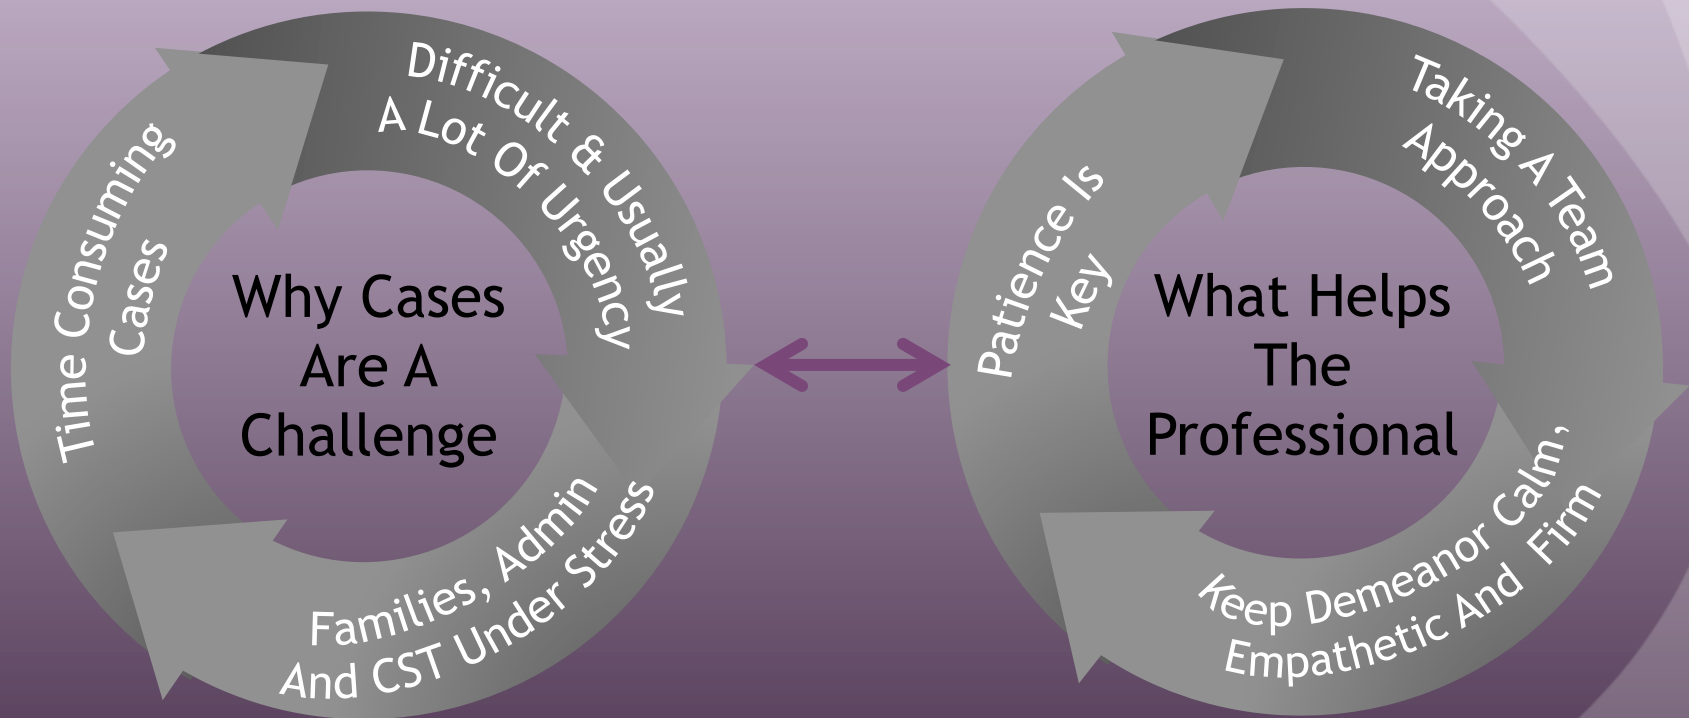 Difficult & Usually
A Lot Of Urgency
Families, Admin
And CST Under Stress
Time Consuming
Cases
Why Cases
Are A
Challenge
Taking A Team
Approach
Keep Demeanor Calm,
Empathetic And Firm
Patience Is
Key
What Helps
The
Professional